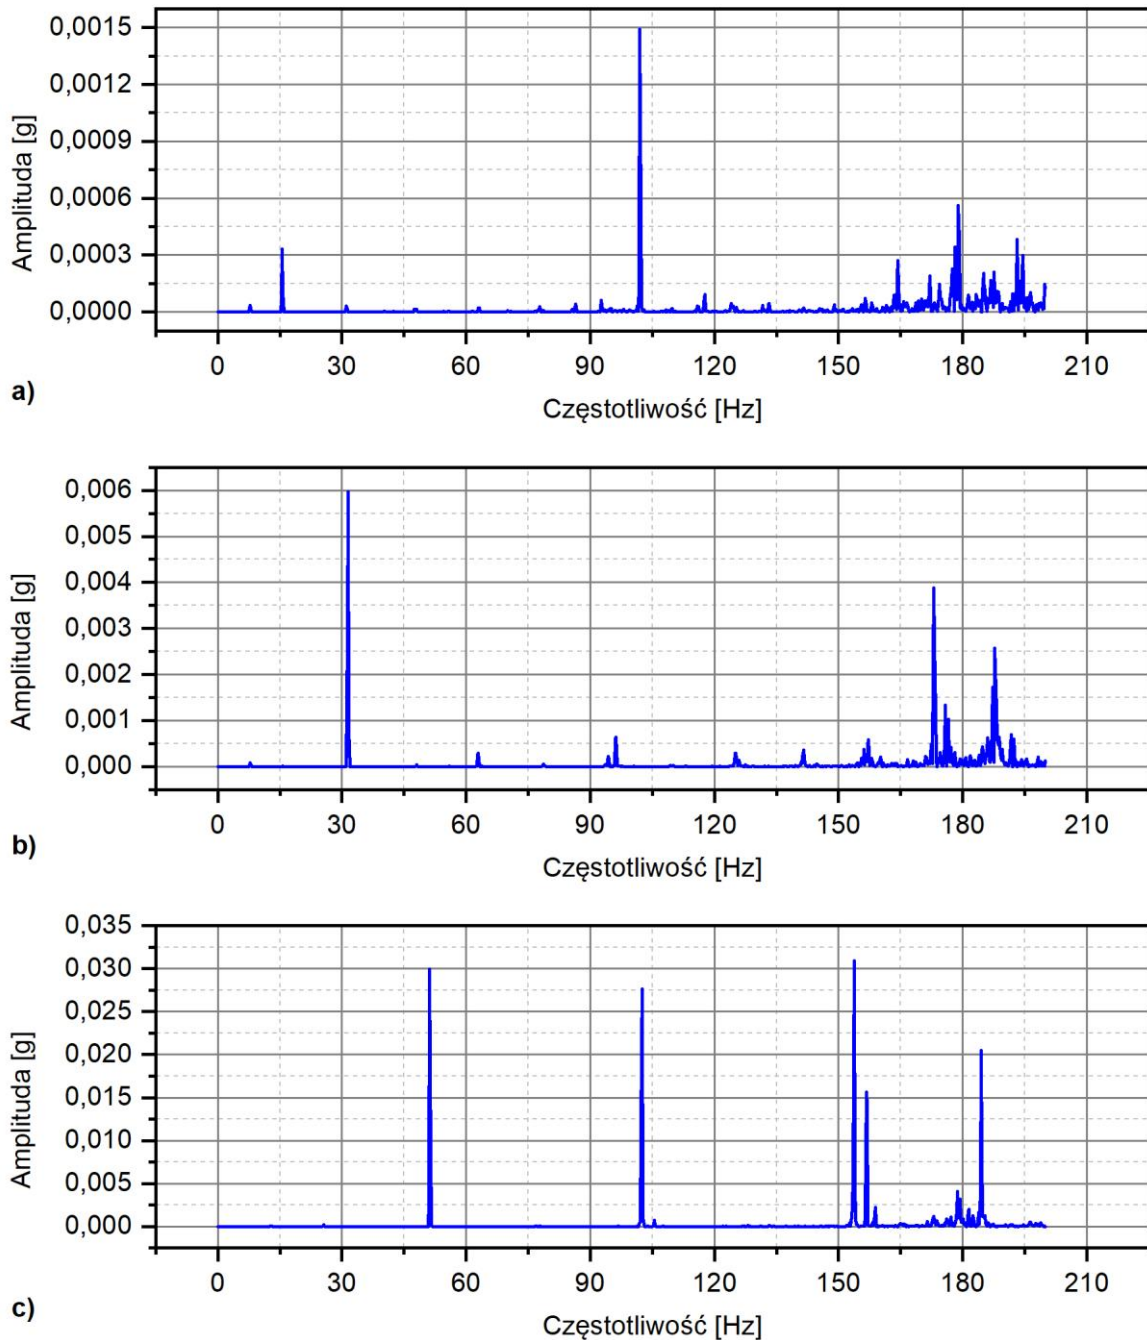 0,0015
0,0012
0,0009
0,0006
0,0003
0,0000
Amplituda [g]
0 30 60 90 120 150 180 210
Częstotliwość [Hz]
a)
0,006
0,005
0,004
0,003
0,002
0,001
0,000
Amplituda [g]
0 30 60 90 120 150 180 210
Częstotliwość [Hz]
b)
0,035
0,030
0,025
0,020
0,015
0,010
0,005
0,000
Amplituda [g]
0 30 60 90 120 150 180 210
Częstotliwość [Hz]
c)